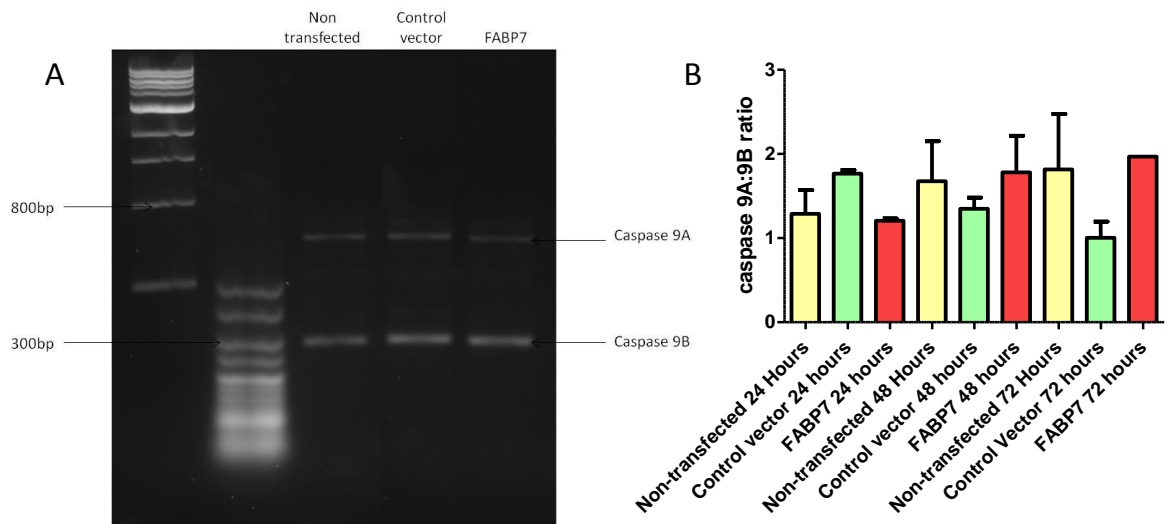 A
Non
transfected
Control
vector
FABP7
800bp
300bp
Caspase 9A
Caspase 9B
B
caspase 9A:9B ratio
3
2
1
0
Non-transfected 24 Hours
Control vector 24 hours
FABP7 24 hours
Non-transfected 48 Hours
Control vector 48 hours
FABP7 48 hours
Non-transfected 72 Hours
Control Vector 72 hours
FABP7 72 hours